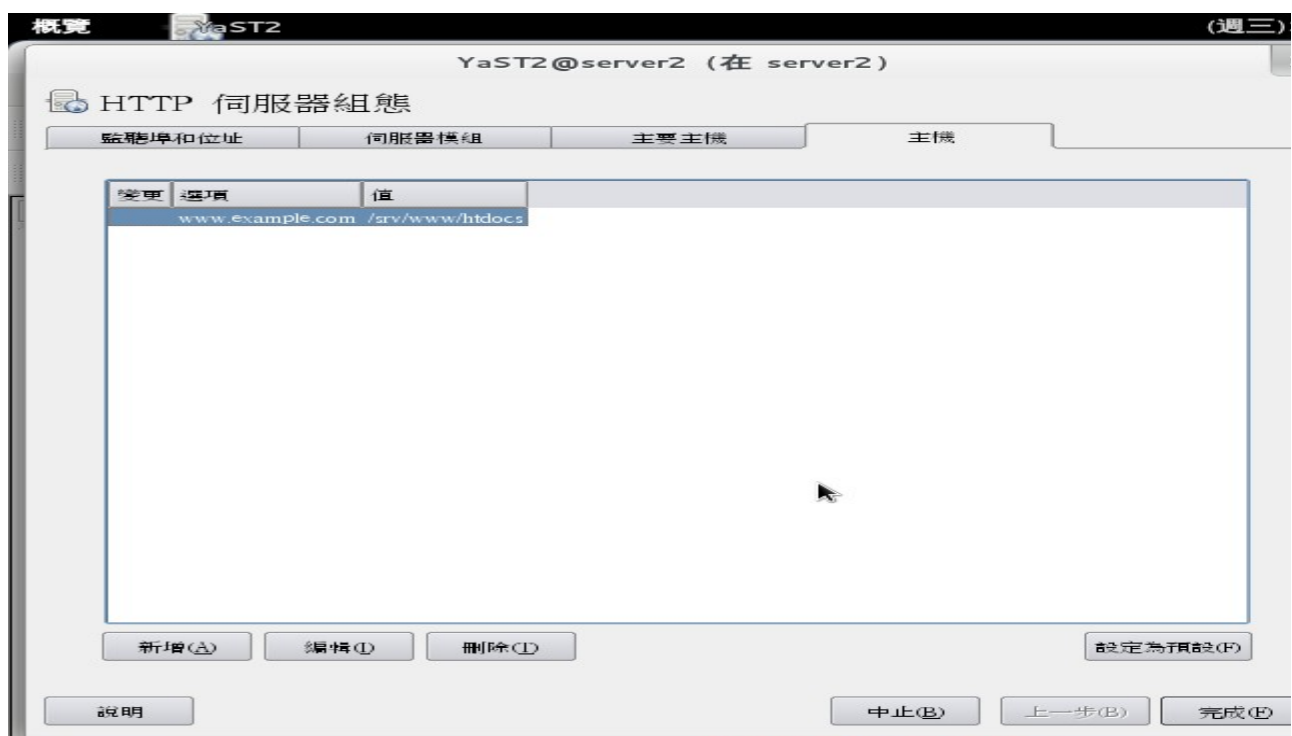 概覽 YaST2 (週三)
YaST2@server2 (在 server2)
HTTP 伺服器組態
監聽埠和位址 伺服器模組 主要主機 主機
變更 選項 值
www.example.com /srv/www/htdocs
新增(A) 編輯(I) 刪除(T) 設定為預設(F)
說明 中止(B) 上一步(B) 完成(F)